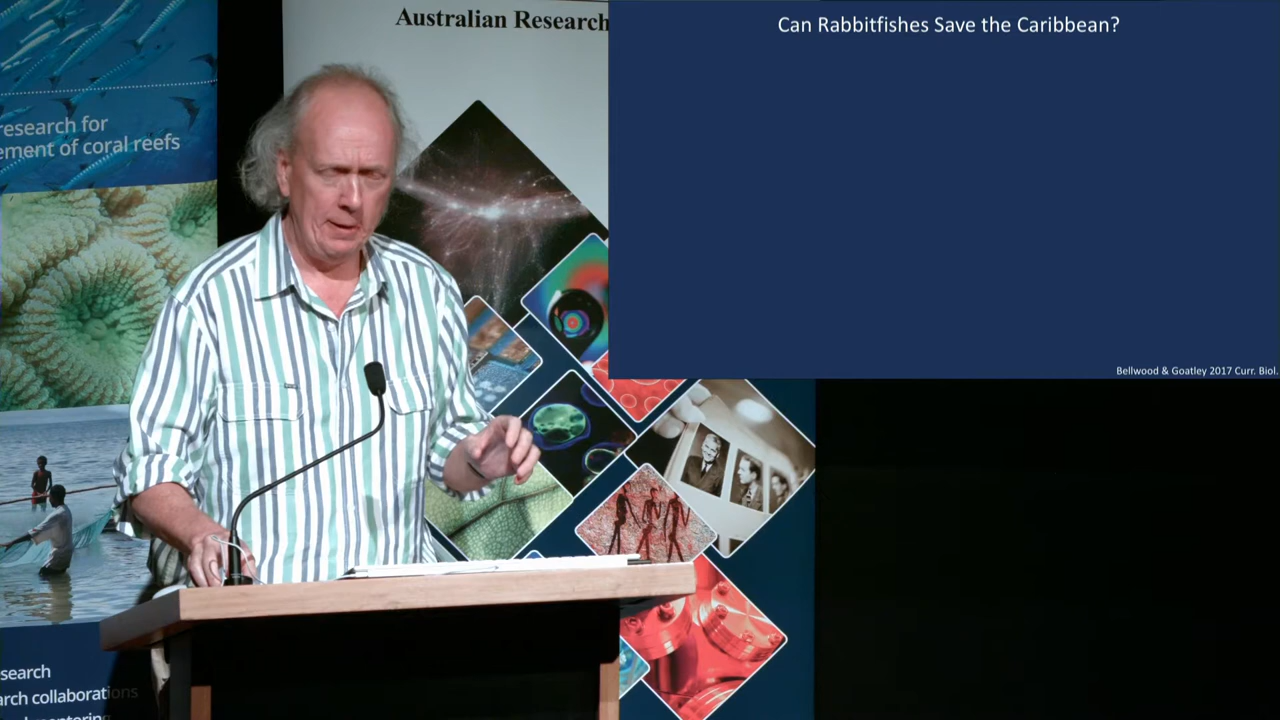 research for
ement of coral reefs
search
arch collaborations
Australian Research
Can Rabbitfishes Save the Caribbean?
Bellwood & Goatley 2017 Curr. Biol.